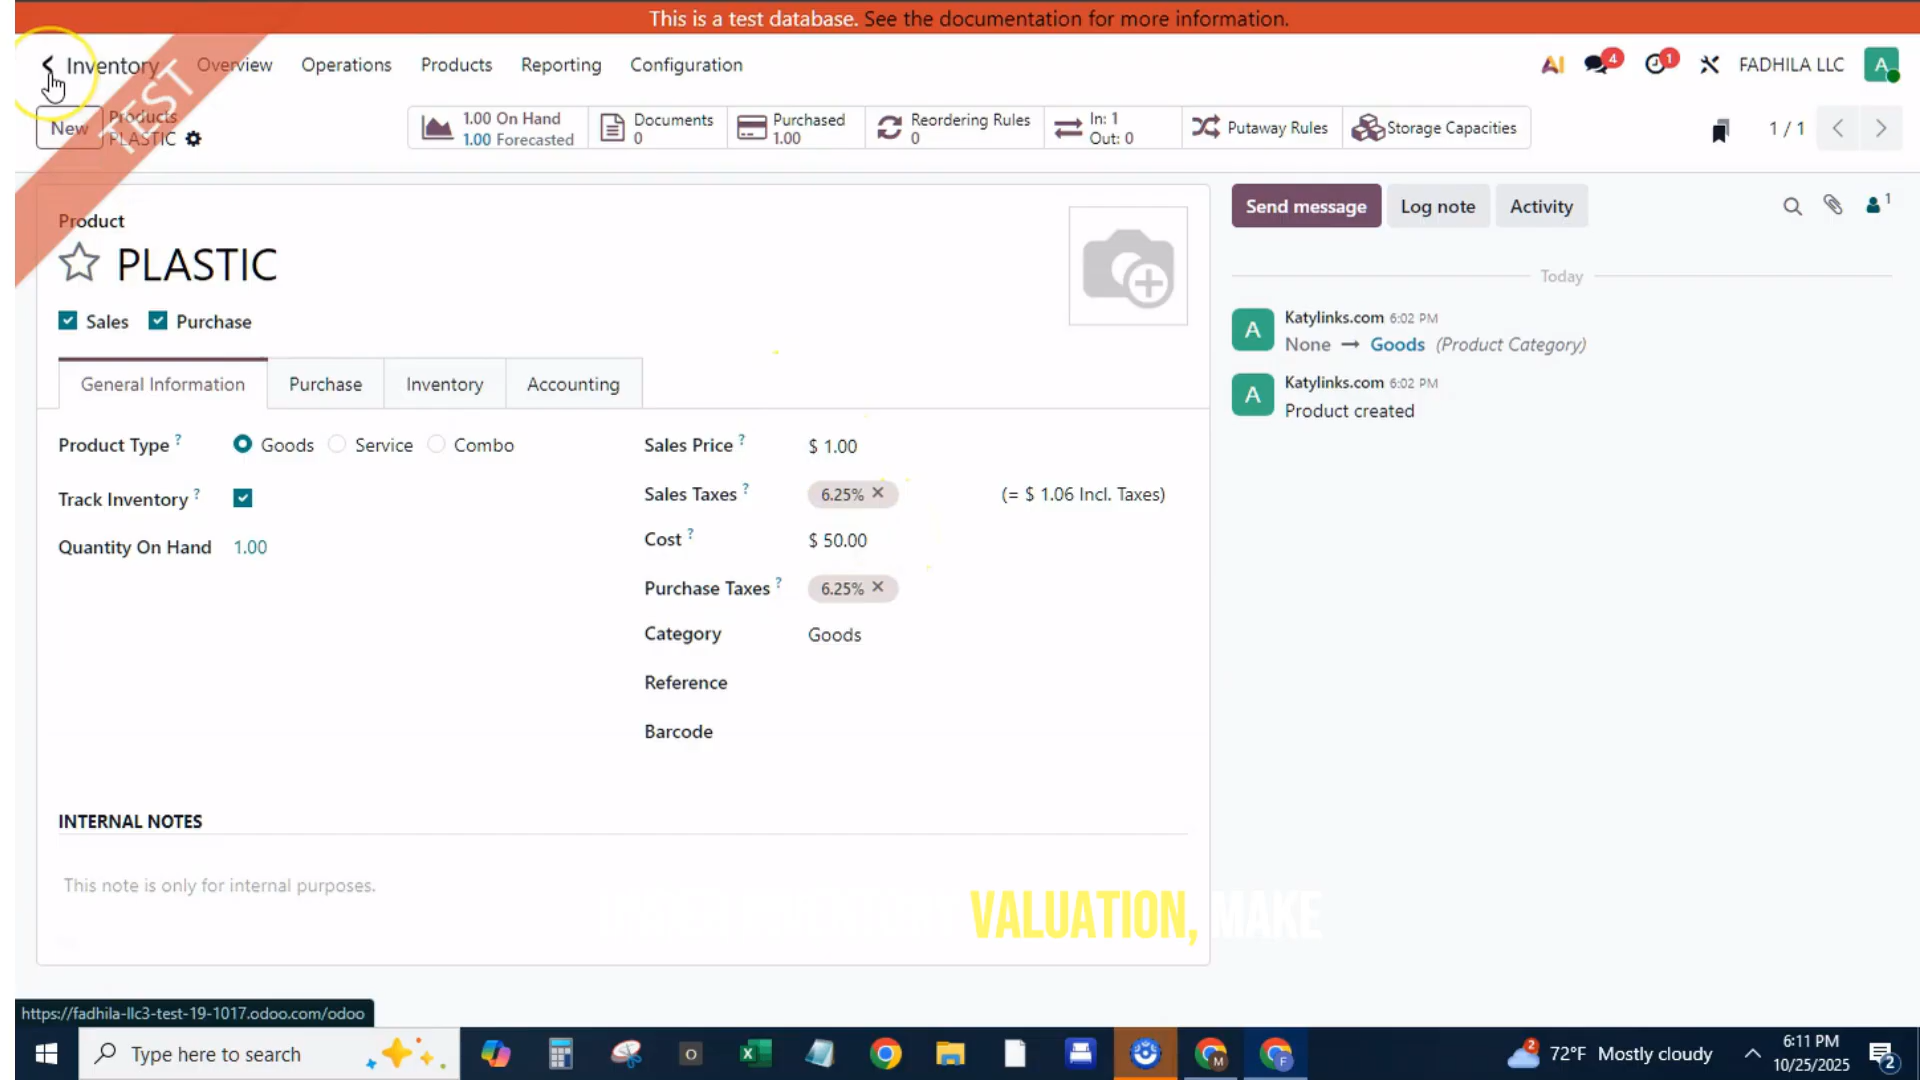 This is a test database. See the documentation for more information.
Inventory Overview Operations Products Reporting Configuration
4 1 FADHILA LLC A
New Products
PLASTIC
TEST
1.00 On Hand
1.00 Forecasted
Documents
0
Purchased
1.00
Reordering Rules
0
In: 1
Out: 0
Putaway Rules
Storage Capacities
1 / 1
Product
PLASTIC
Sales Purchase
General Information Purchase Inventory Accounting
Product Type ? Goods Service Combo
Track Inventory ?
Quantity On Hand 1.00
Sales Price ? $ 1.00
Sales Taxes ? 6.25% × (= $ 1.06 Incl. Taxes)
Cost ? $ 50.00
Purchase Taxes ? 6.25% ×
Category Goods
Reference
Barcode
INTERNAL NOTES
This note is only for internal purposes.
Send message Log note Activity 1
Today
A Katylinks.com 6:02 PM
None → Goods (Product Category)
A Katylinks.com 6:02 PM
Product created
VALUATION, MAKE
https://fadhila-llc3-test-19-1017.odoo.com/odoo
Type here to search
72°F Mostly cloudy
6:11 PM
10/25/2025
2